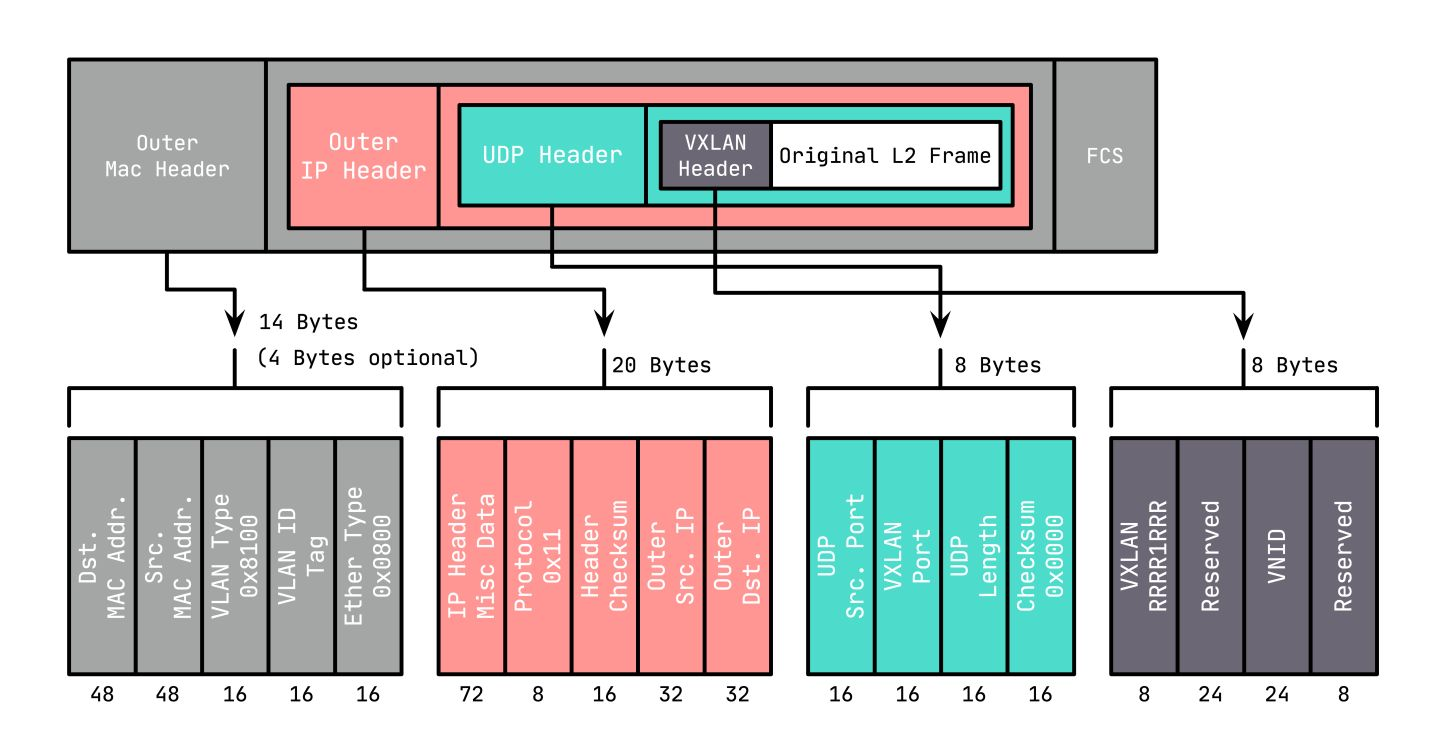 Outer
Mac Header
Outer
IP Header
UDP Header
VXLAN
Header
Original L2 Frame
FCS
14 Bytes
(4 Bytes optional)
20 Bytes
8 Bytes
8 Bytes
Dst.
MAC Addr.
Src.
MAC Addr.
VLAN Type
0x8100
VLAN ID
Tag
Ether Type
0x0800
IP Header
Misc Data
Protocol
0x11
Header
Checksum
Outer
Src. IP
Outer
Dst. IP
UDP
Src. Port
VXLAN
Port
UDP
Length
Checksum
0x0000
VXLAN
RRRR1RRR
Reserved
VNID
Reserved
48
48
16
16
16
72
8
16
32
32
16
16
16
16
8
24
24
8